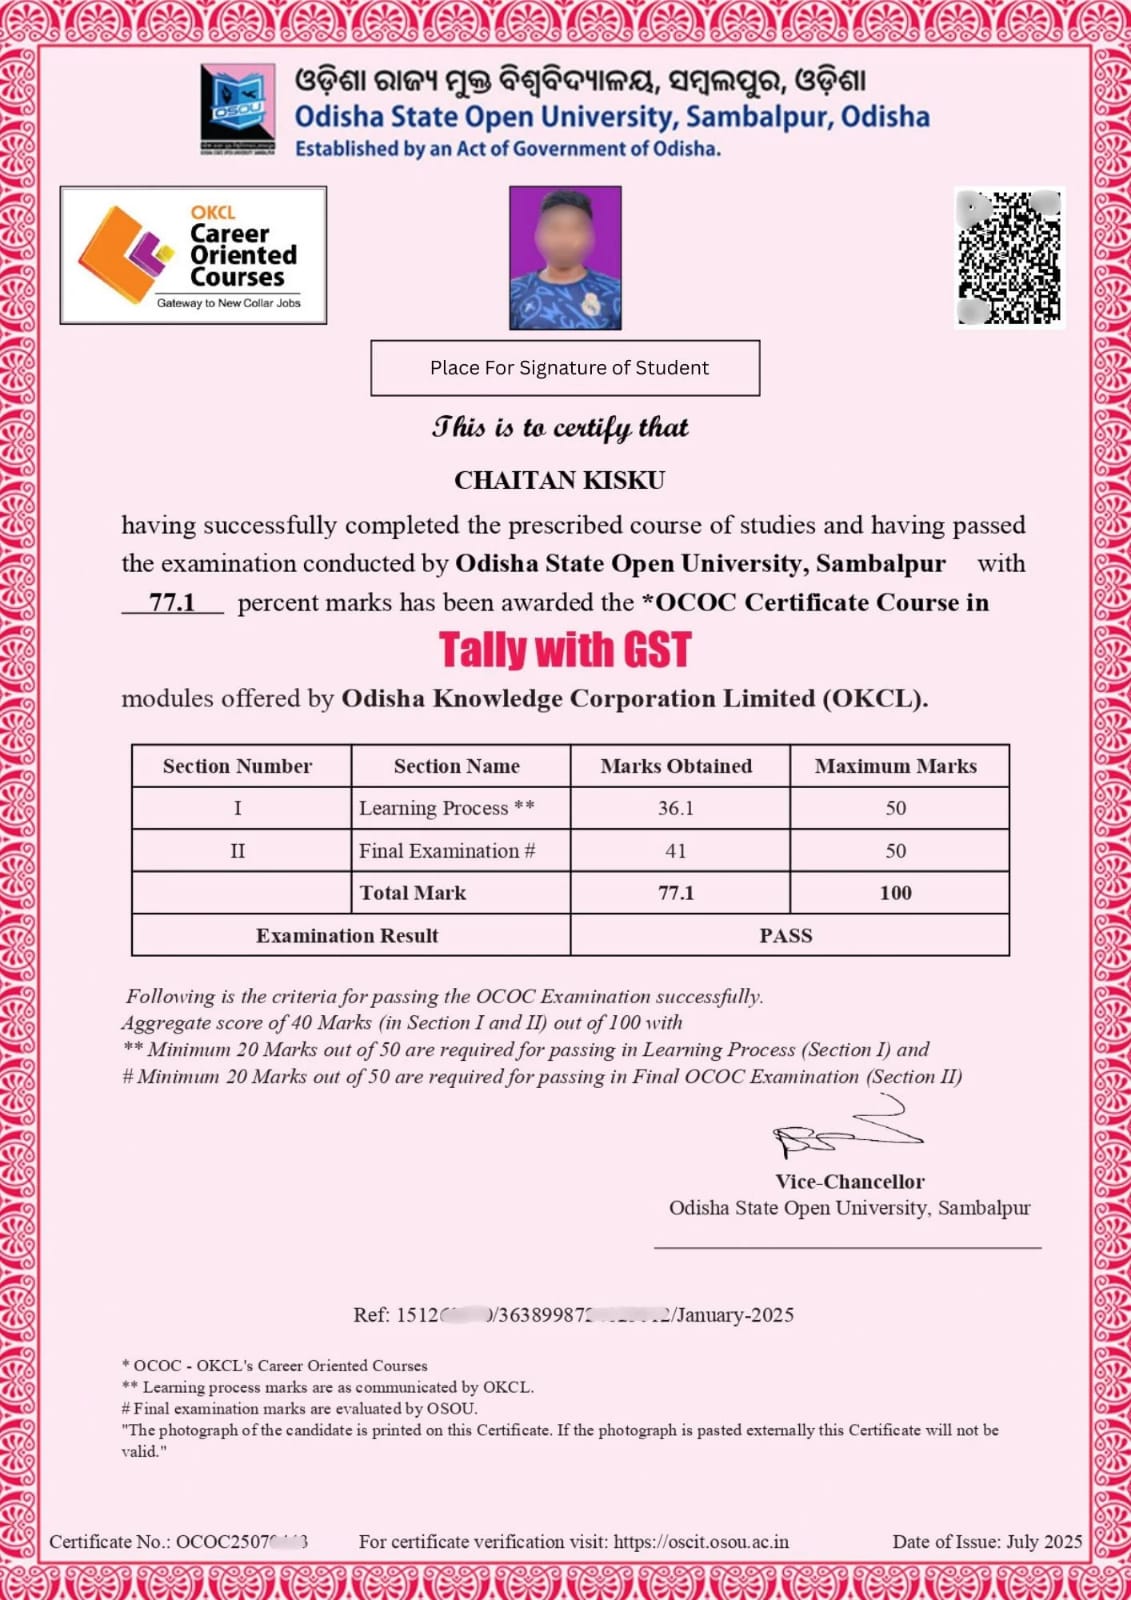 ଓଡ଼ିଶା ରାଜ୍ୟ ମୁକ୍ତ ବିଶ୍ୱବିଦ୍ୟାଳୟ, ସମ୍ବଲପୁର, ଓଡ଼ିଶା
Odisha State Open University, Sambalpur, Odisha
Established by an Act of Government of Odisha.
OSOU
OKCL
Career
Oriented
Courses
Gateway to New Collar Jobs
Place For Signature of Student
This is to certify that
CHAITAN KISKU
having successfully completed the prescribed course of studies and having passed
the examination conducted by Odisha State Open University, Sambalpur with
77.1 percent marks has been awarded the *OCOC Certificate Course in
Tally with GST
modules offered by Odisha Knowledge Corporation Limited (OKCL).
Section Number Section Name Marks Obtained Maximum Marks
I Learning Process ** 36.1 50
II Final Examination # 41 50
Total Mark 77.1 100
Examination Result PASS
Following is the criteria for passing the OCOC Examination successfully.
Aggregate score of 40 Marks (in Section I and II) out of 100 with
** Minimum 20 Marks out of 50 are required for passing in Learning Process (Section I) and
# Minimum 20 Marks out of 50 are required for passing in Final OCOC Examination (Section II)
Vice-Chancellor
Odisha State Open University, Sambalpur
Ref: /January-2025
* OCOC - OKCL's Career Oriented Courses
** Learning process marks are as communicated by OKCL.
# Final examination marks are evaluated by OSOU.
"The photograph of the candidate is printed on this Certificate. If the photograph is pasted externally this Certificate will not be
valid."
Certificate No.: For certificate verification visit: https://oscit.osou.ac.in Date of Issue: July 2025